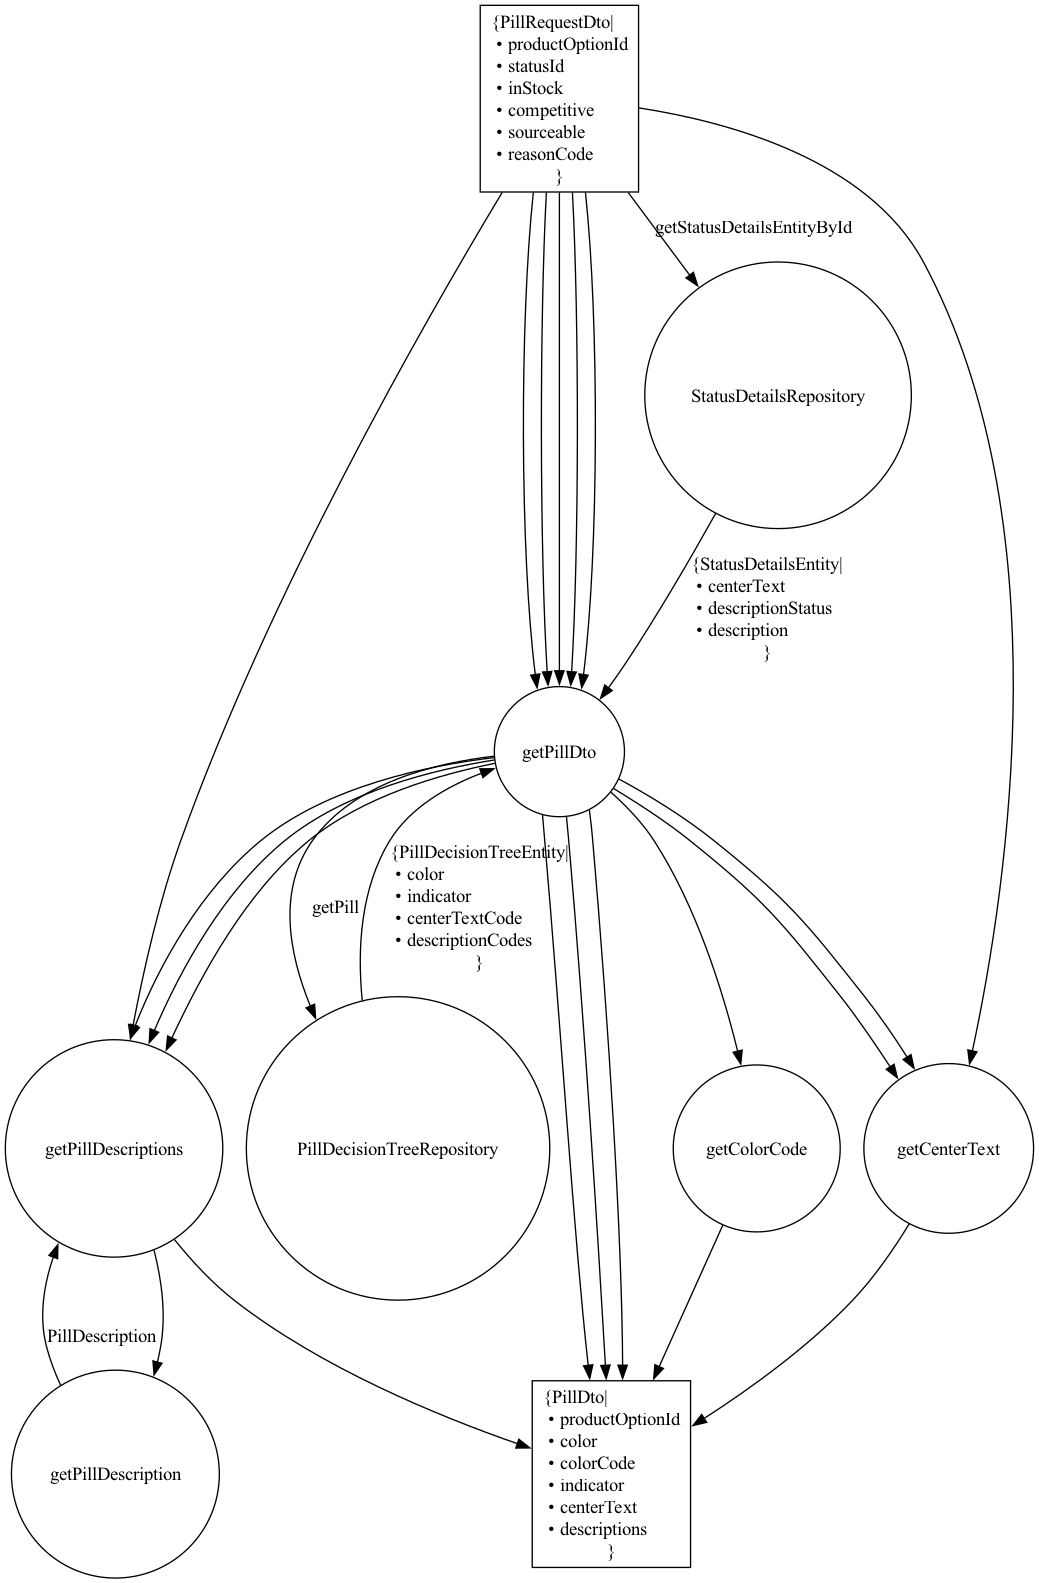 {PillRequestDto|
• productOptionId
• statusId
• inStock
• competitive
• sourceable
• reasonCode
}
getStatusDetailsEntityById
StatusDetailsRepository
{StatusDetailsEntity|
• centerText
• descriptionStatus
• description
}
getPillDto
{PillDecisionTreeEntity|
• color
• indicator
• centerTextCode
• descriptionCodes
}
getPill
getPillDescriptions
PillDecisionTreeRepository
getColorCode
getCenterText
PillDescription
getPillDescription
{PillDto|
• productOptionId
• color
• colorCode
• indicator
• centerText
• descriptions
}